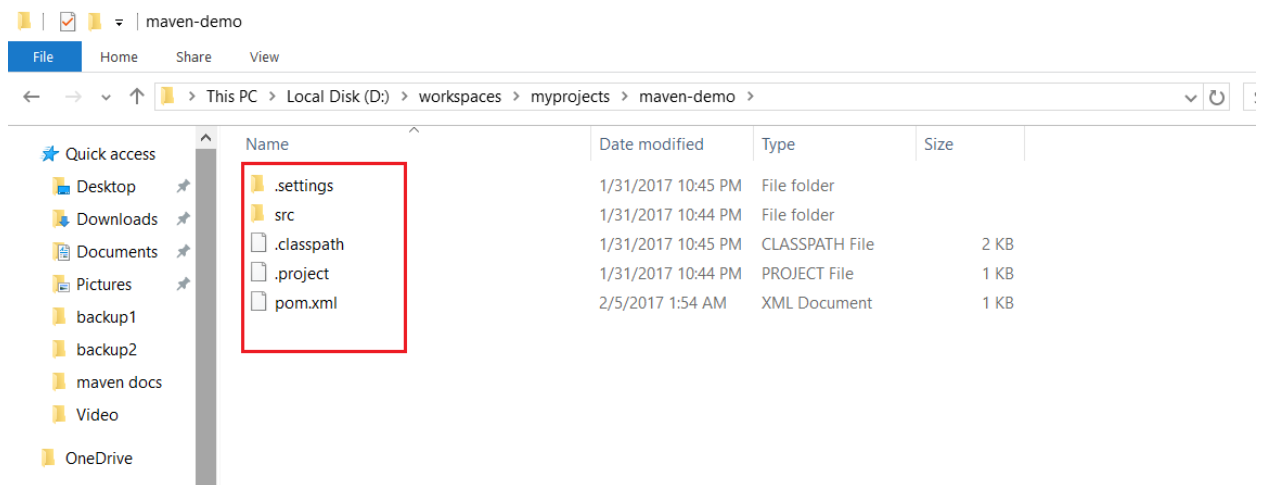 maven-demo
File Home Share View
This PC > Local Disk (D:) > workspaces > myprojects > maven-demo >
Name Date modified Type Size
Quick access
Desktop
Downloads
Documents
Pictures
backup1
backup2
maven docs
Video
OneDrive
.settings 1/31/2017 10:45 PM File folder
src 1/31/2017 10:44 PM File folder
.classpath 1/31/2017 10:45 PM CLASSPATH File 2 KB
.project 1/31/2017 10:44 PM PROJECT File 1 KB
pom.xml 2/5/2017 1:54 AM XML Document 1 KB